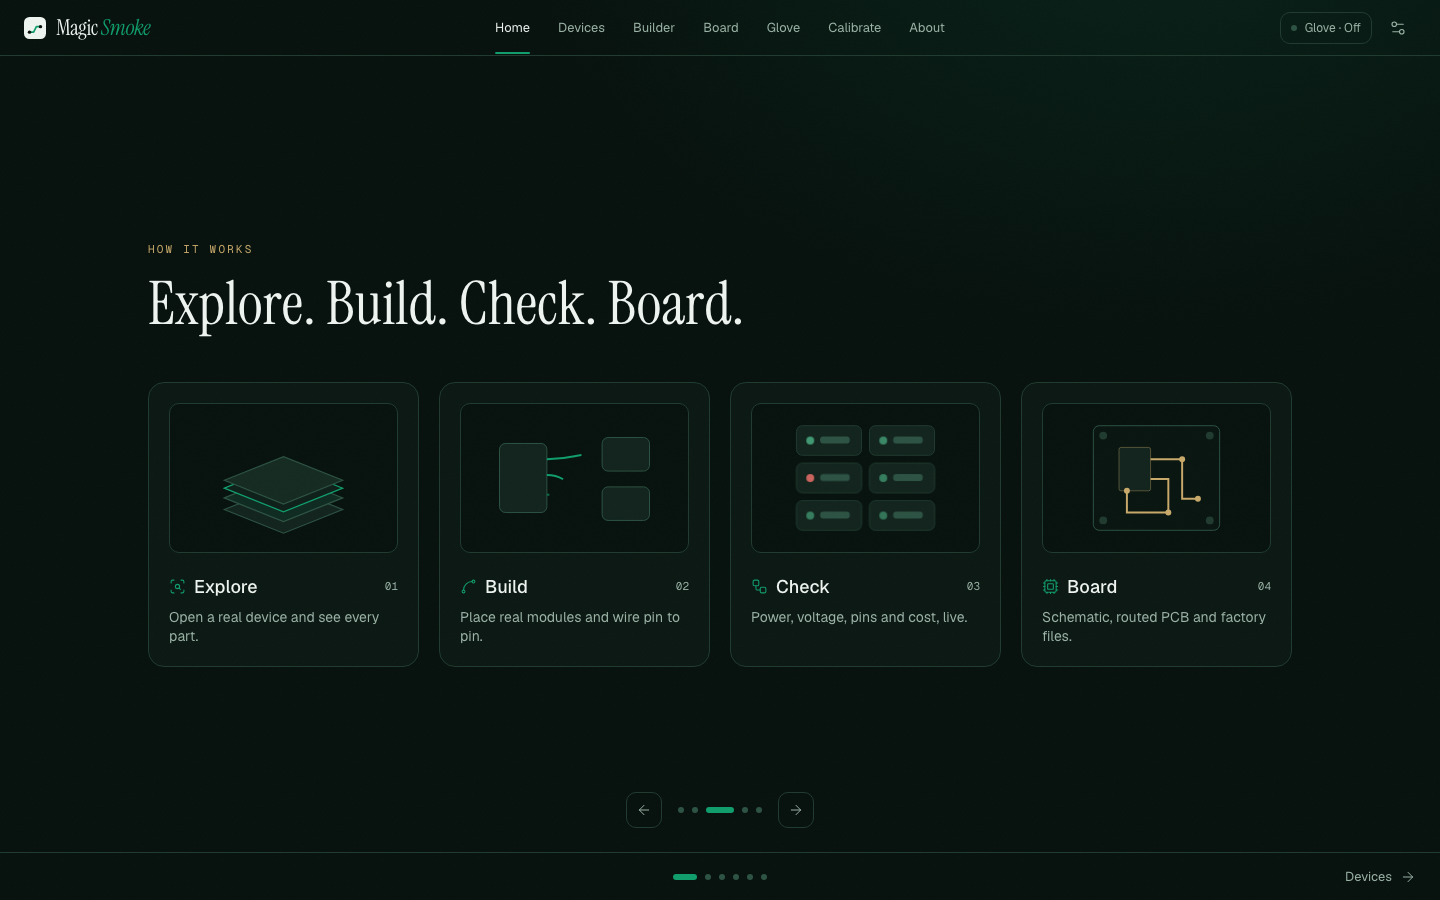 Magic Smoke
Home
Devices
Builder
Board
Glove
Calibrate
About
Glove · Off
HOW IT WORKS
Explore. Build. Check. Board.
Explore
01
Open a real device and see every
part.
Build
02
Place real modules and wire pin to
pin.
Check
03
Power, voltage, pins and cost, live.
Board
04
Schematic, routed PCB and factory
files.
Devices